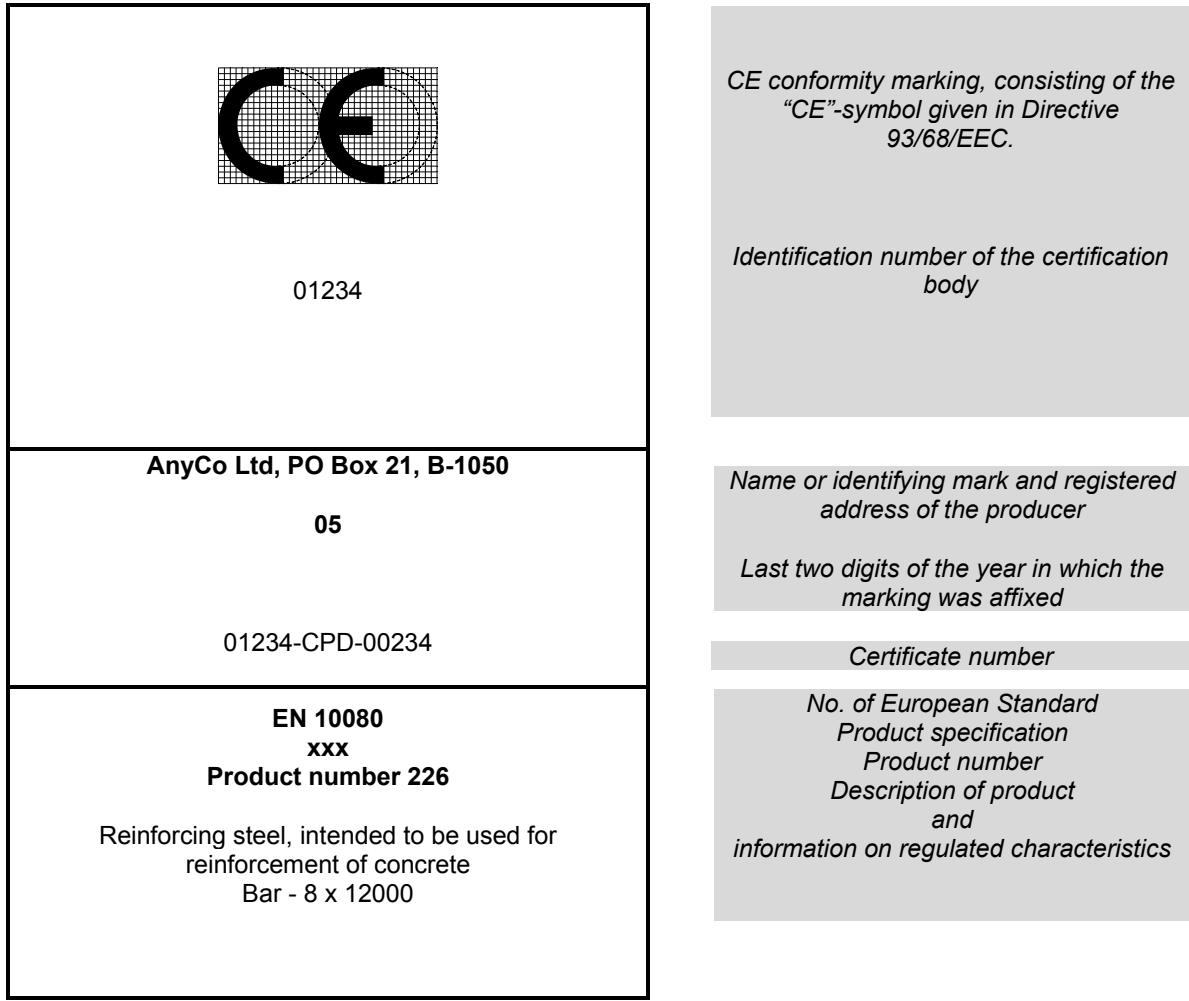 CE
CE conformity marking, consisting of the
“CE”-symbol given in Directive
93/68/EEC.
01234
Identification number of the certification
body
AnyCo Ltd, PO Box 21, B-1050
05
01234-CPD-00234
Name or identifying mark and registered
address of the producer
Last two digits of the year in which the
marking was affixed
Certificate number
EN 10080
xxx
Product number 226
Reinforcing steel, intended to be used for
reinforcement of concrete
Bar - 8 x 12000
No. of European Standard
Product specification
Product number
Description of product
and
information on regulated characteristics